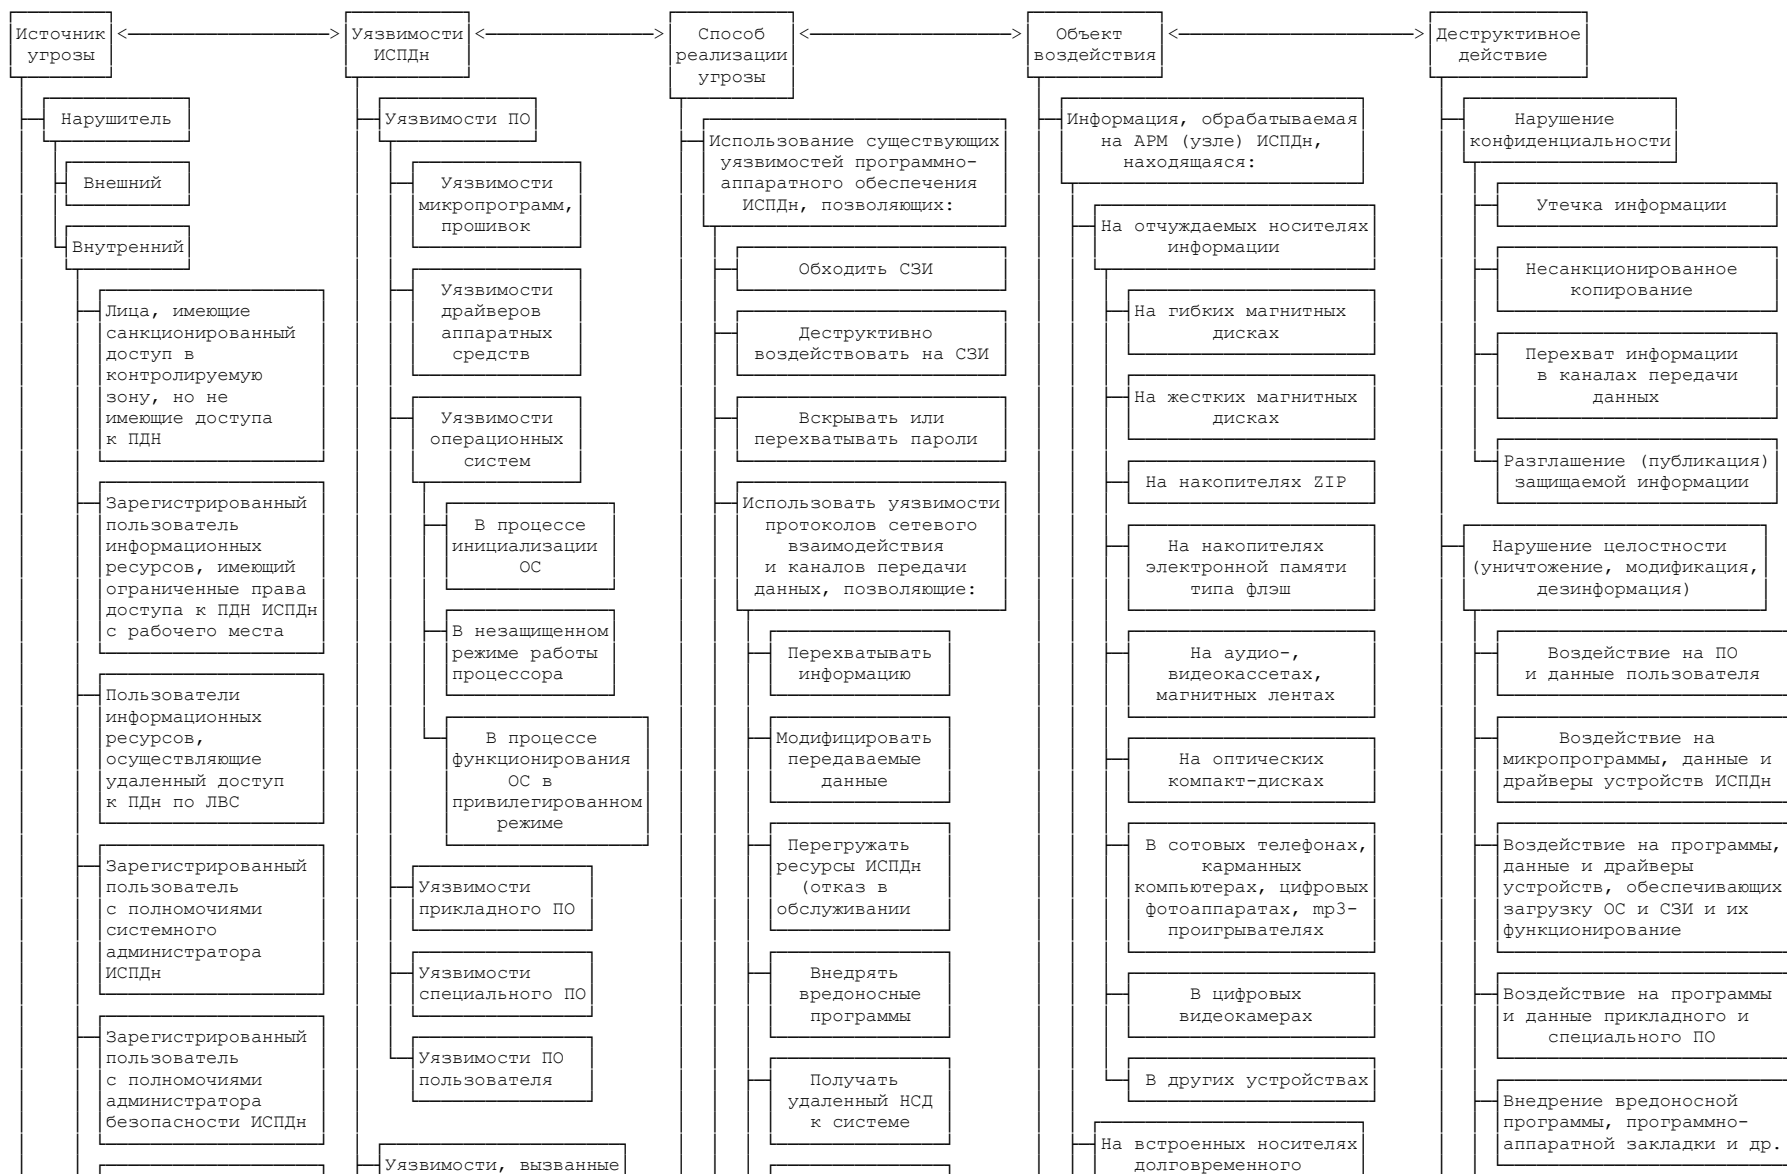 Источник
угрозы
Уязвимости
ИСПДн
Способ
реализации
угрозы
Объект
воздействия
Деструктивное
действие
Нарушитель
Внешний
Внутренний
Лица, имеющие
санкционированный
доступ в
контролируемую
зону, но не
имеющие доступа
к ПДН
Зарегистрированный
пользователь
информационных
ресурсов, имеющий
ограниченные права
доступа к ПДН ИСПДн
с рабочего места
Пользователи
информационных
ресурсов,
осуществляющие
удаленный доступ
к ПДн по ЛВС
Зарегистрированный
пользователь
с полномочиями
системного
администратора
ИСПДн
Зарегистрированный
пользователь
с полномочиями
администратора
безопасности ИСПДн
Уязвимости ПО
Уязвимости
микропрограмм,
прошивок
Уязвимости
драйверов
аппаратных
средств
Уязвимости
операционных
систем
В процессе
инициализации
ОС
В незащищенном
режиме работы
процессора
В процессе
функционирования
ОС в
привилегированном
режиме
Уязвимости
прикладного ПО
Уязвимости
специального ПО
Уязвимости ПО
пользователя
Уязвимости, вызванные
Использование существующих
уязвимостей программно-
аппаратного обеспечения
ИСПДн, позволяющих:
Обходить СЗИ
Деструктивно
воздействовать на СЗИ
Вскрывать или
перехватывать пароли
Использовать уязвимости
протоколов сетевого
взаимодействия
и каналов передачи
данных, позволяющие:
Перехватывать
информацию
Модифицировать
передаваемые
данные
Перегружать
ресурсы ИСПДн
(отказ в
обслуживании
Внедрять
вредоносные
программы
Получать
удаленный НСД
к системе
Информация, обрабатываемая
на АРМ (узле) ИСПДн,
находящаяся:
На отчуждаемых носителях
информации
На гибких магнитных
дисках
На жестких магнитных
дисках
На накопителях ZIP
На накопителях
электронной памяти
типа флэш
На аудио-,
видеокассетах,
магнитных лентах
На оптических
компакт-дисках
В сотовых телефонах,
карманных
компьютерах, цифровых
фотоаппаратах, mp3-
проигрывателях
В цифровых
видеокамерах
В других устройствах
На встроенных носителях
долговременного
Нарушение
конфиденциальности
Утечка информации
Несанкционированное
копирование
Перехват информации
в каналах передачи
данных
Разглашение (публикация)
защищаемой информации
Нарушение целостности
(уничтожение, модификация,
дезинформация)
Воздействие на ПО
и данные пользователя
Воздействие на
микропрограммы, данные и
драйверы устройств ИСПДн
Воздействие на программы,
данные и драйверы
устройств, обеспечивающих
загрузку ОС и СЗИ и их
функционирование
Воздействие на программы
и данные прикладного и
специального ПО
Внедрение вредоносной
программы, программно-
аппаратной закладки и др.